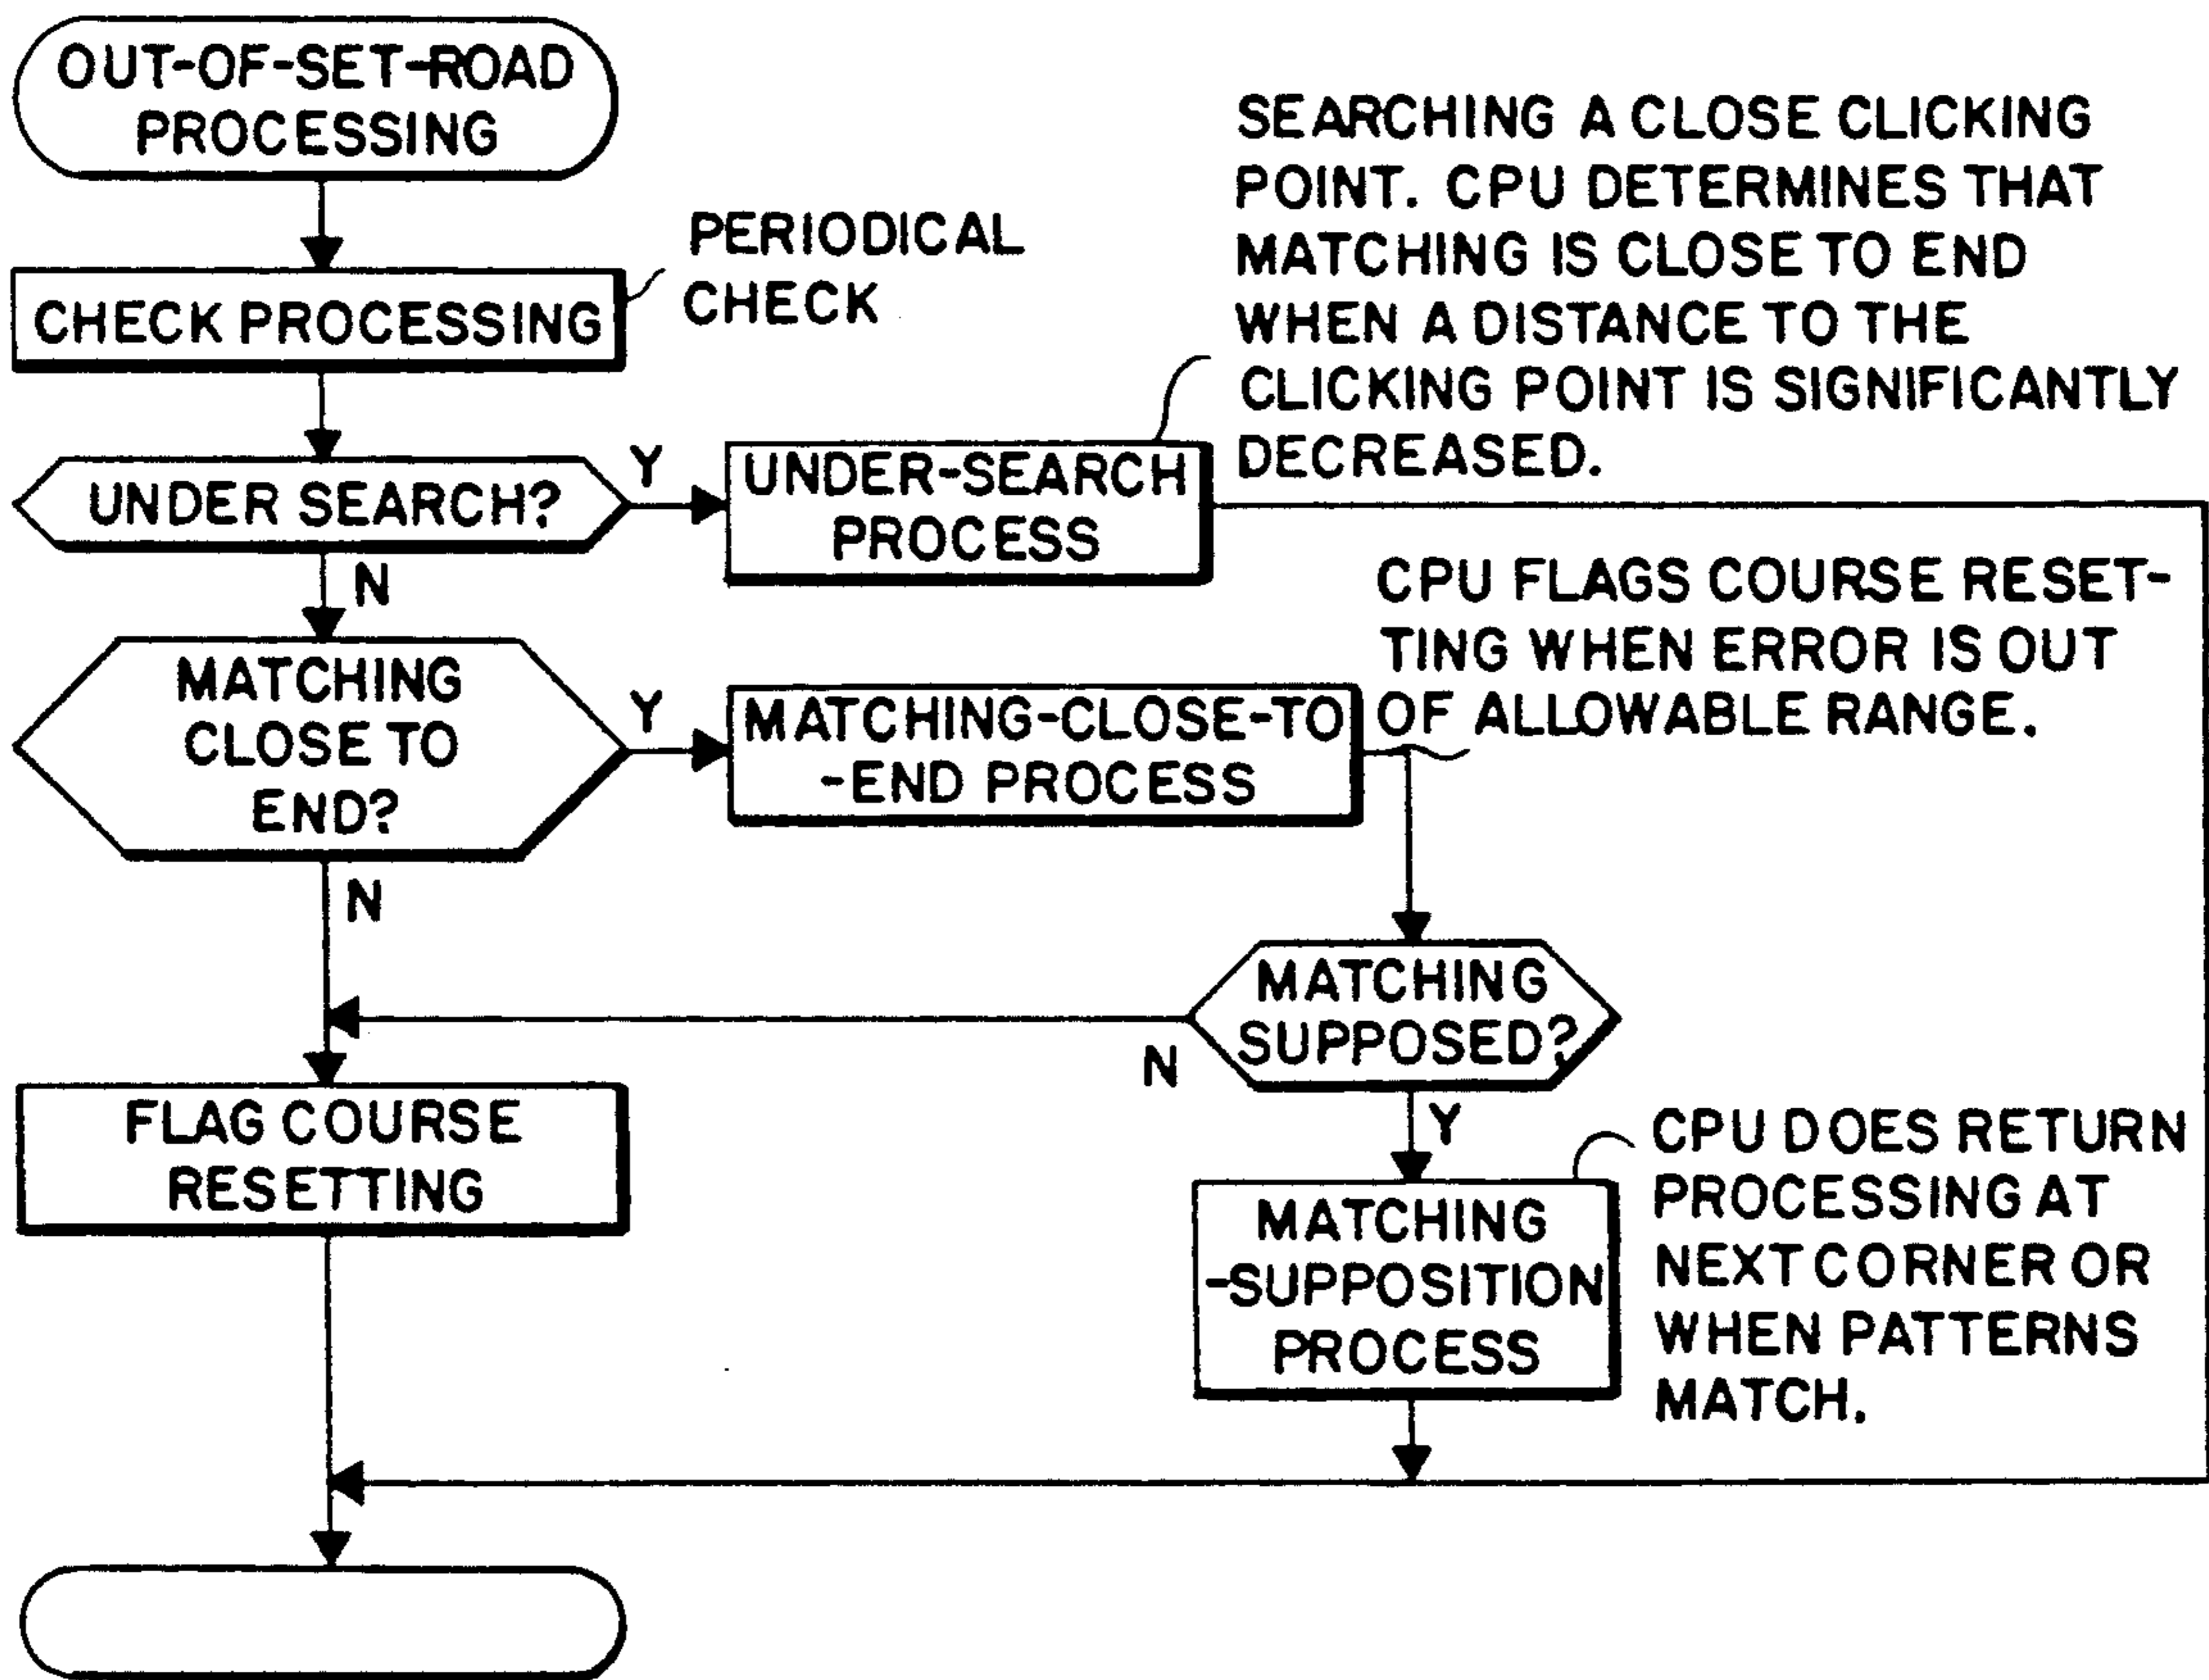 OUT-OF-SET-ROAD
PROCESSING
PERIODICAL
CHECK
CHECK PROCESSING
SEARCHING A CLOSE CLICKING
POINT. CPU DETERMINES THAT
MATCHING IS CLOSE TO END
WHEN A DISTANCE TO THE
CLICKING POINT IS SIGNIFICANTLY
DECREASED.
UNDER SEARCH?
Y
N
UNDER-SEARCH
PROCESS
CPU FLAGS COURSE RESET-
TING WHEN ERROR IS OUT
OF ALLOWABLE RANGE.
MATCHING
CLOSE TO
END?
Y
N
MATCHING-CLOSE-TO
-END PROCESS
MATCHING
SUPPOSED?
N
Y
FLAG COURSE
RESETTING
MATCHING
-SUPPOSITION
PROCESS
CPU DOES RETURN
PROCESSING AT
NEXT CORNER OR
WHEN PATTERNS
MATCH.